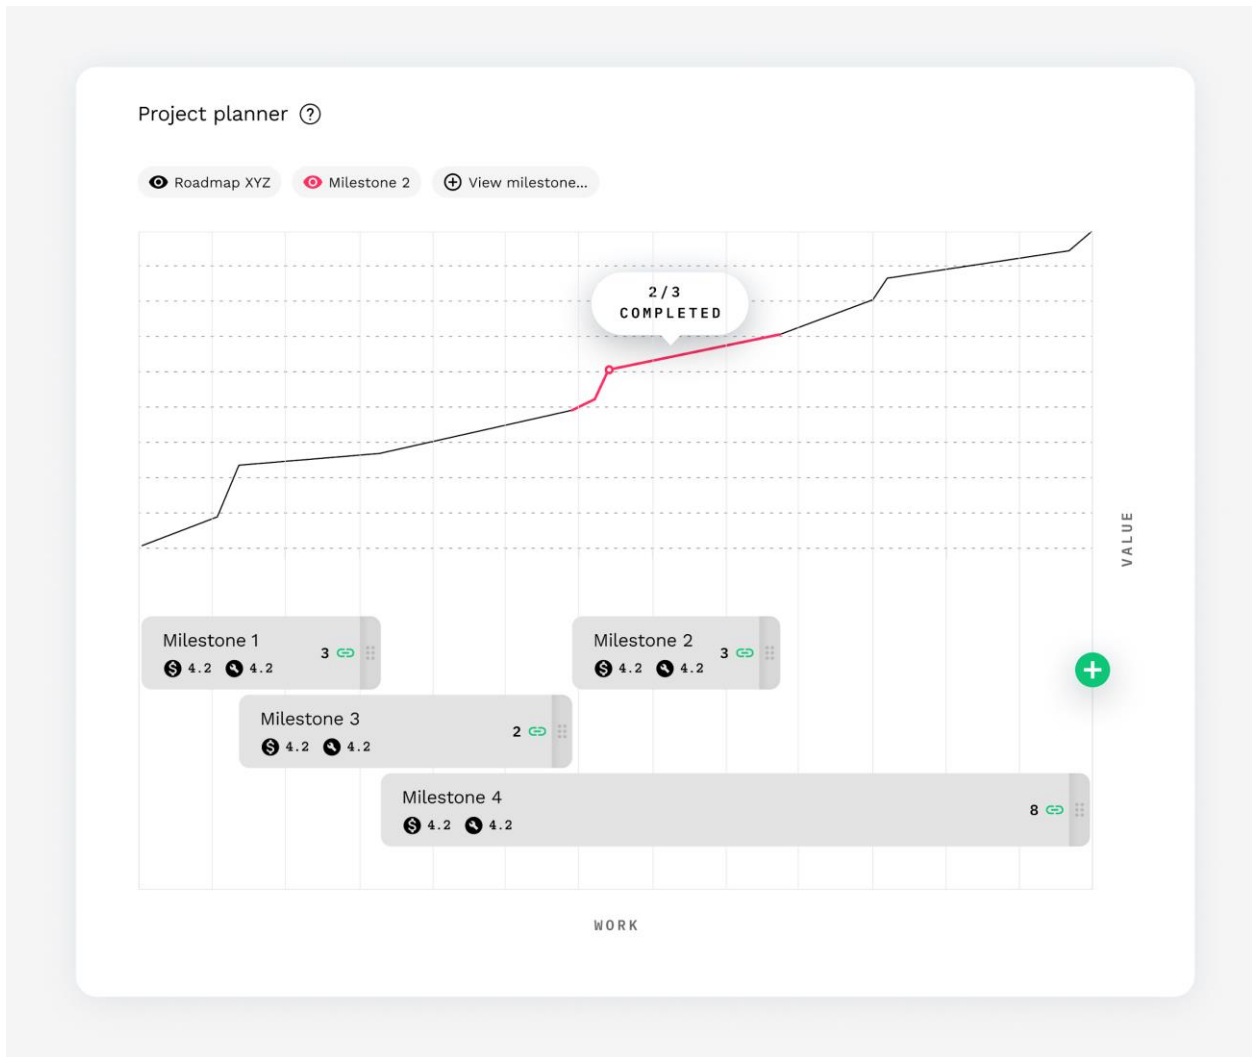 Project planner ?
Roadmap XYZ
Milestone 2
View milestone...
2/3
COMPLETED
VALUE
Milestone 1
4.2 4.2
3
Milestone 2
4.2 4.2
3
Milestone 3
4.2 4.2
2
Milestone 4
4.2 4.2
8
WORK